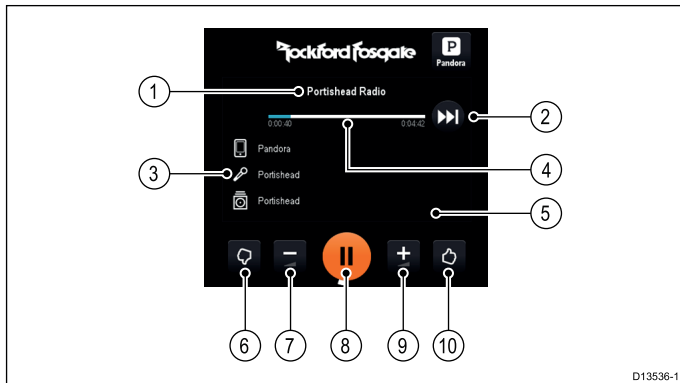 Rockford Fosgate
P
Pandora
1
Portishead Radio
2
0:00:40
0:04:42
Pandora
3
Portishead
4
Portishead
5
6
7
8
9
10
D13536-1